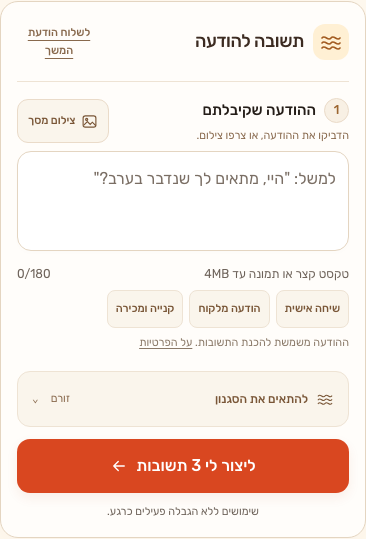 תשובה להודעה
לשלוח הודעת
המשך
1
ההודעה שקיבלתם
הדביקו את ההודעה, או צרפו צילום.
צילום מסך
למשל: "היי, מתאים לך שנדבר בערב?"
טקסט קצר או תמונה עד 4MB
0/180
שיחה אישית
הודעה מלקוח
קנייה ומכירה
ההודעה משמשת להכנת התשובות. על הפרטיות
להתאים את הסגנון
זורם
ליצור לי 3 תשובות ←
שימושים ללא הגבלה פעילים כרגע.